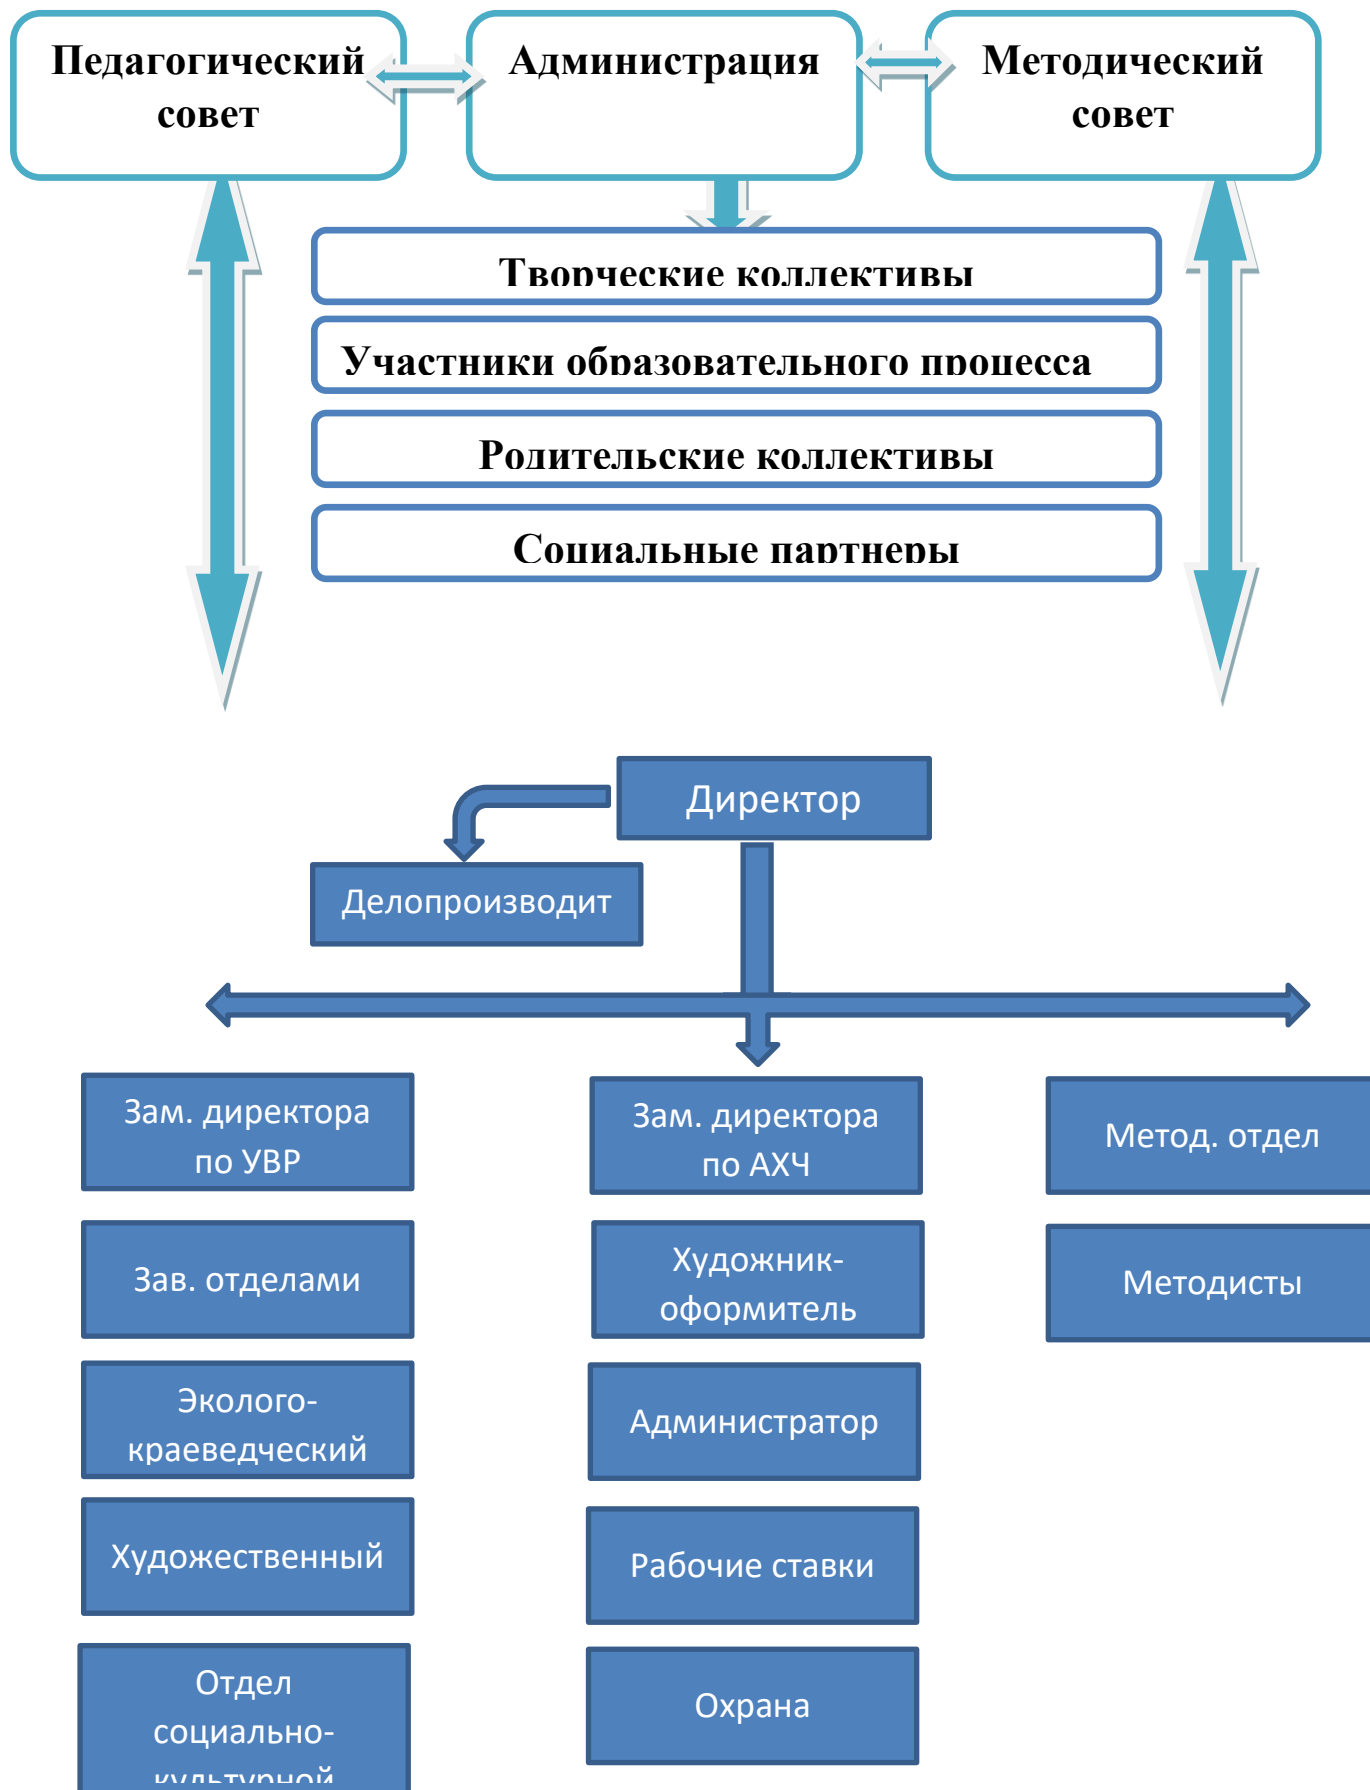 Педагогический
совет
Администрация
Методический
совет
Творческие коллективы
Участники образовательного процесса
Родительские коллективы
Социальные партнеры
Директор
Делопроизводит
Зам. директора
по УВР
Зам. директора
по АХЧ
Метод. отдел
Зав. отделами
Художник-
оформитель
Методисты
Эколого-
краеведческий
Администратор
Художественный
Рабочие ставки
Отдел
социально-
культурной
Охрана